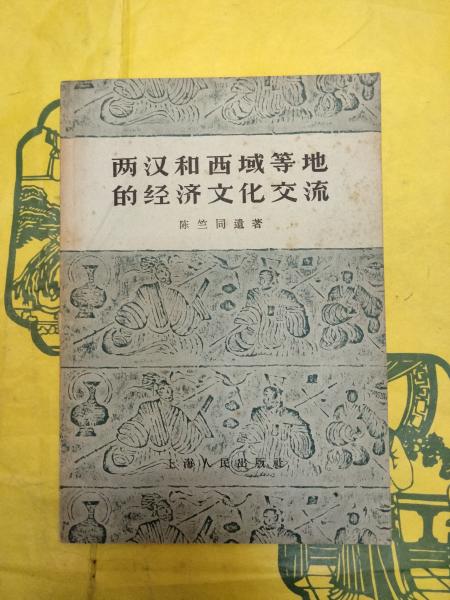 两汉和西域等地
的经济文化交流
陈竺同遺著
上海人民出版社